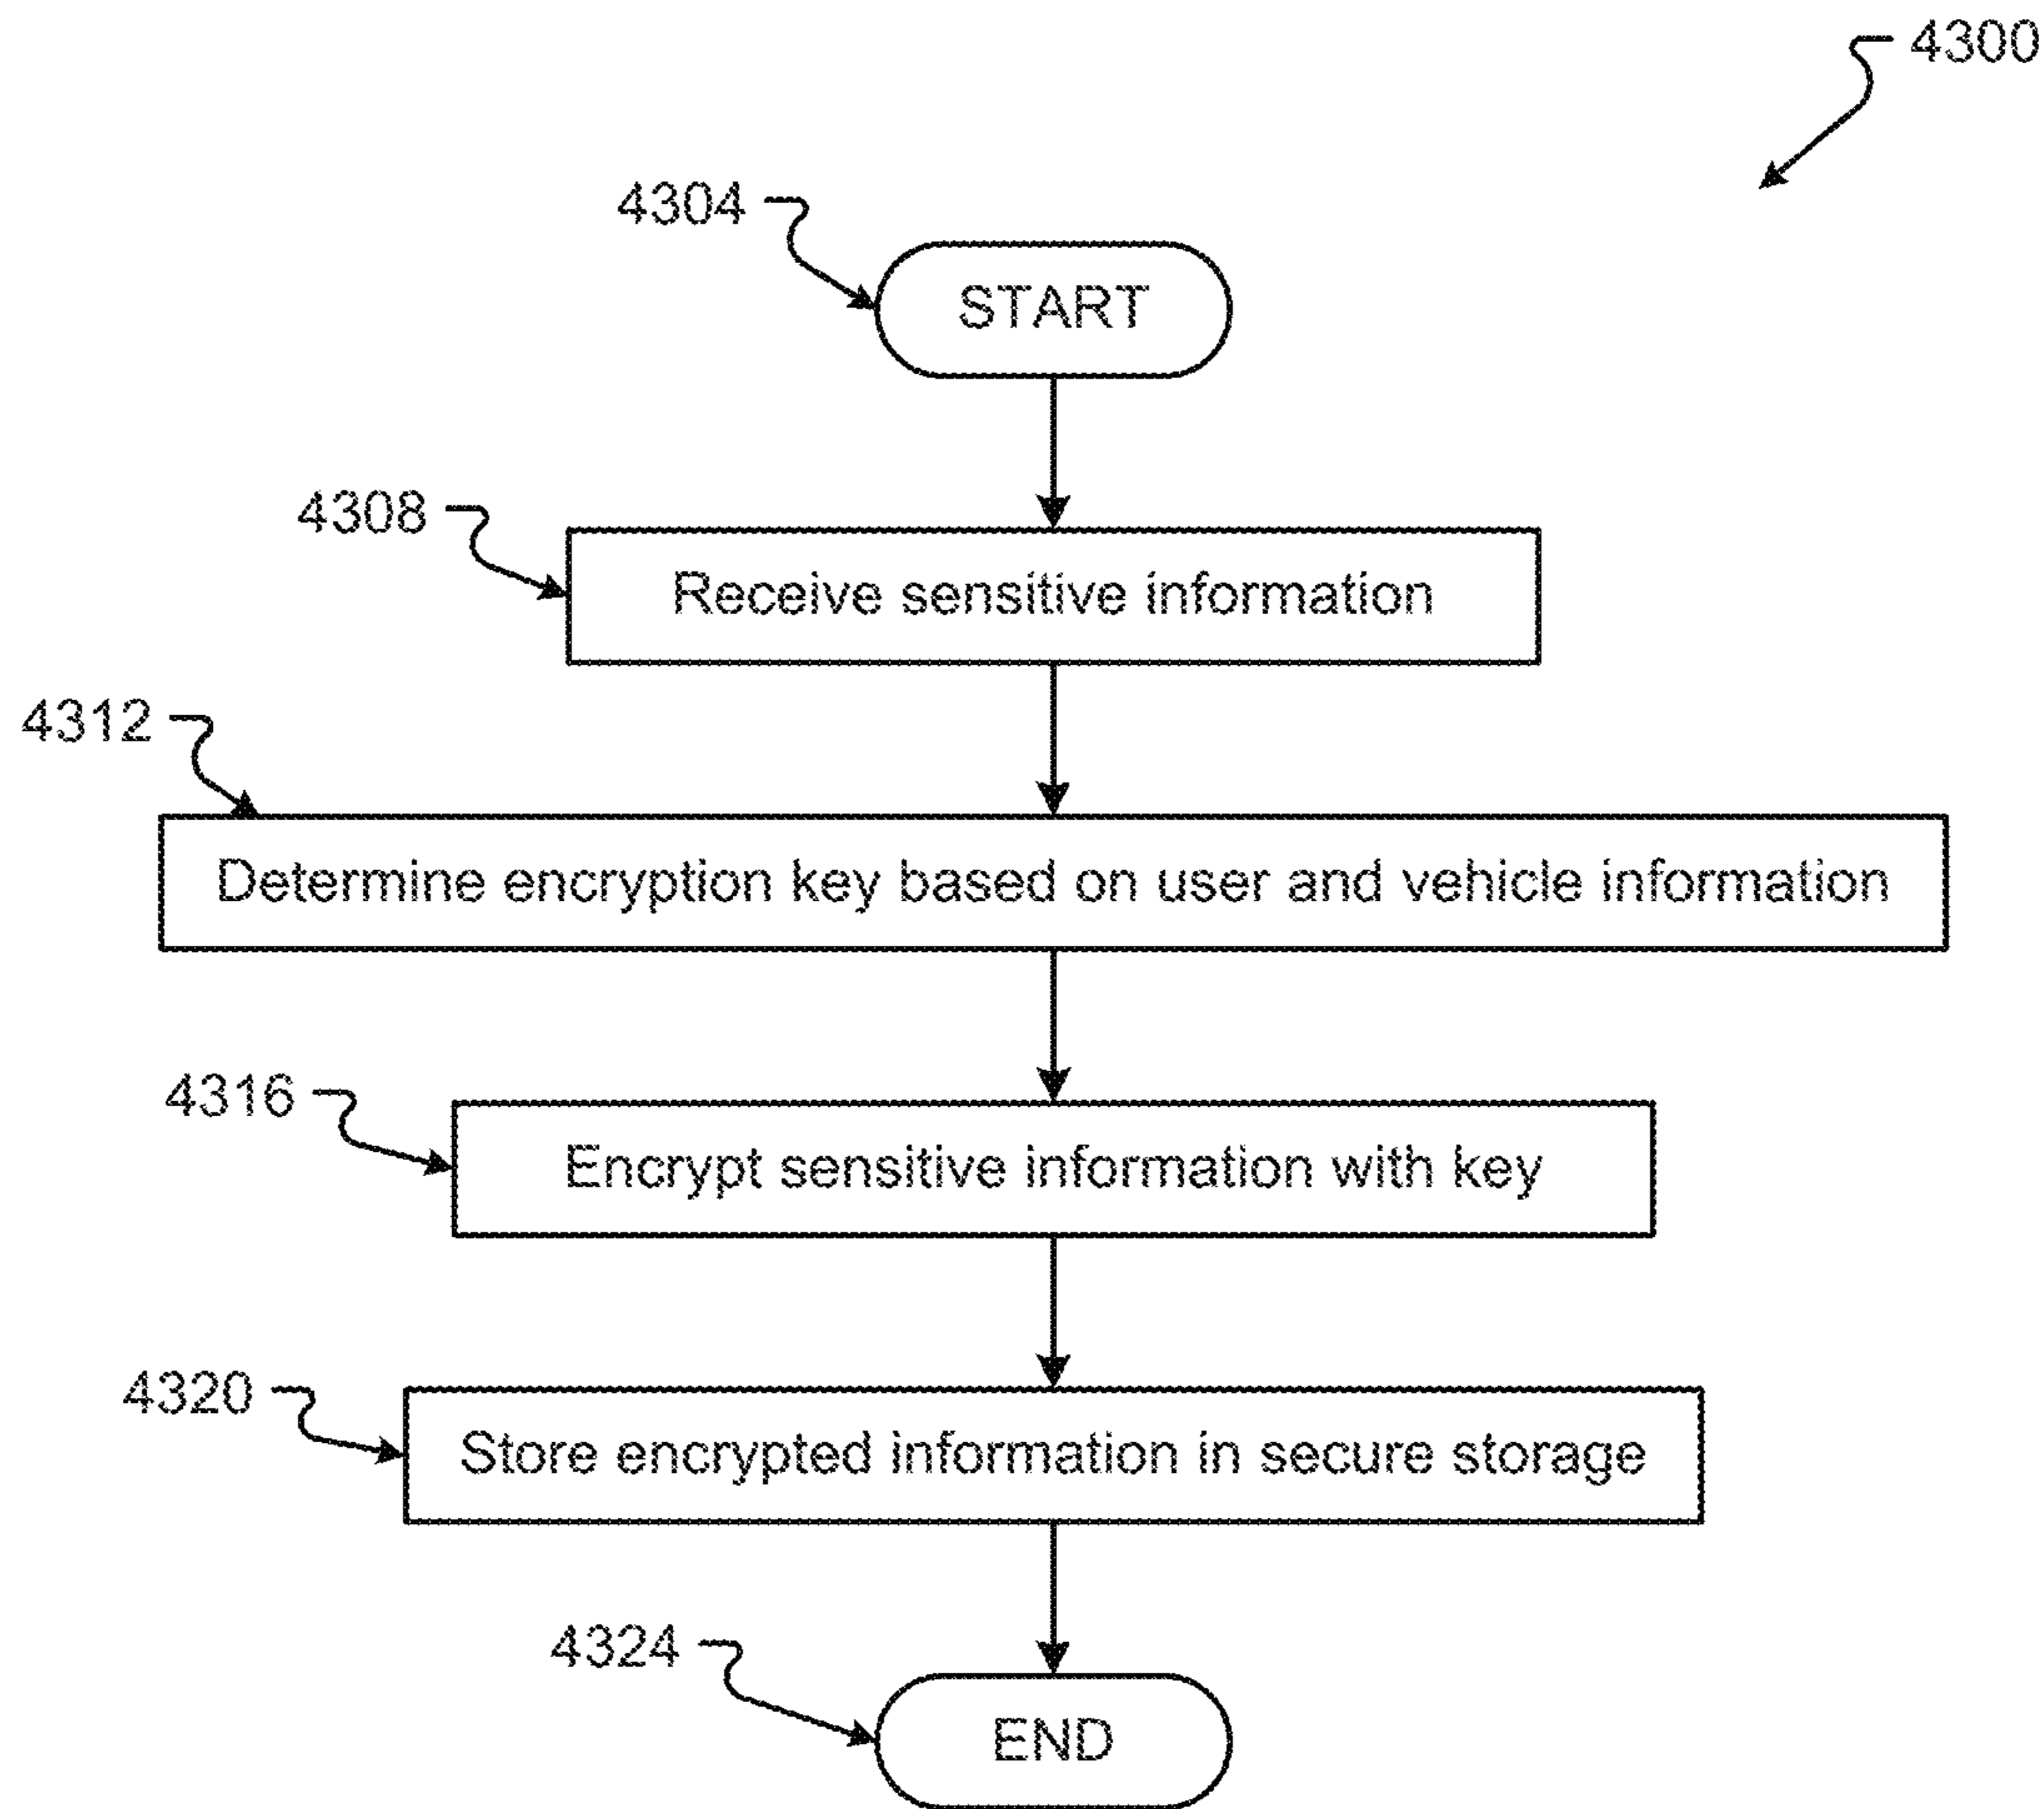 4300
4304
START
4308
Receive sensitive information
4312
Determine encryption key based on user and vehicle information
4316
Encrypt sensitive information with key
4320
Store encrypted information in secure storage
4324
END